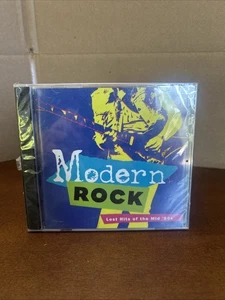 Modern
ROCK
Lost Hits of the Mid '80s